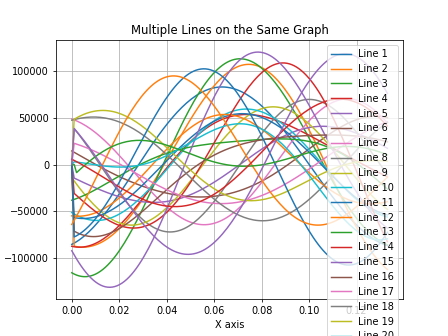 Multiple Lines on the Same Graph
100000
50000
0
−50000
−100000
0.00
0.02
0.04
0.06
0.08
0.10
X axis
Line 1
Line 2
Line 3
Line 4
Line 5
Line 6
Line 7
Line 8
Line 9
Line 10
Line 11
Line 12
Line 13
Line 14
Line 15
Line 16
Line 17
Line 18
Line 19
Line 20